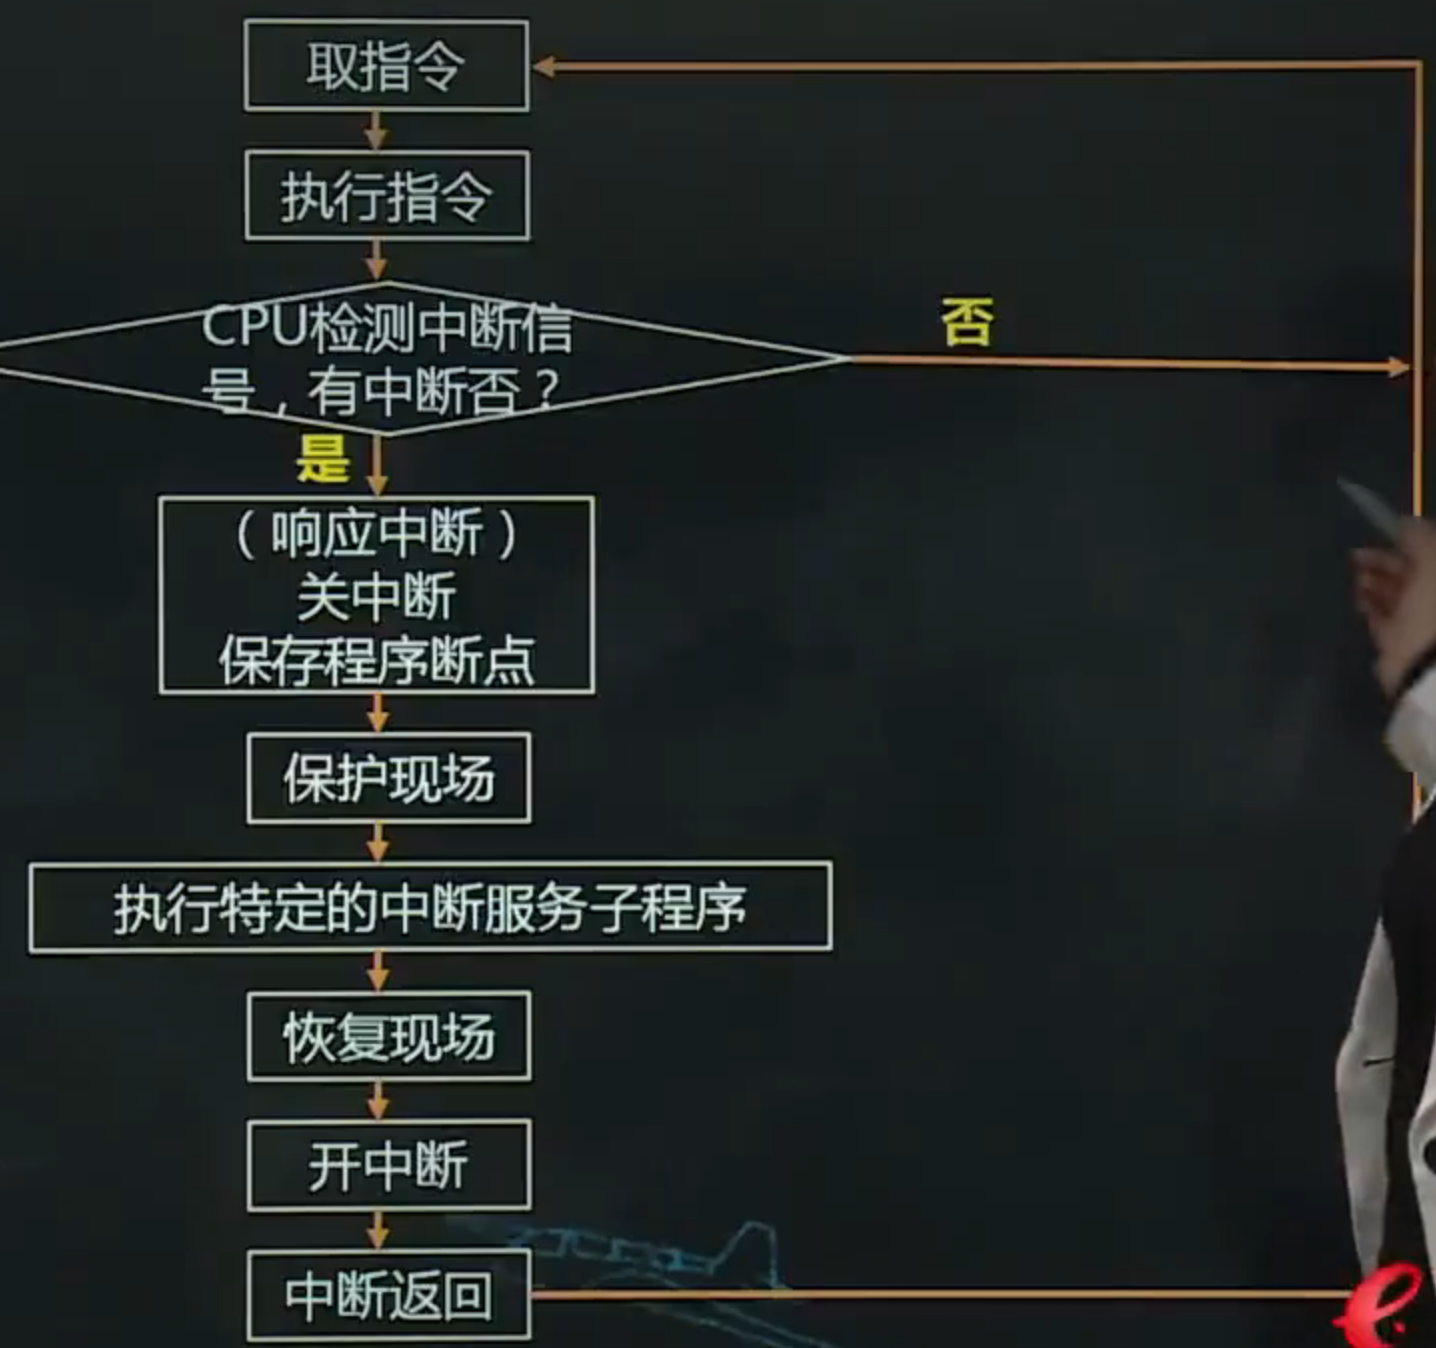 取指令
执行指令
CPU检测中断信
号，有中断否？
否
是
（响应中断）
关中断
保存程序断点
保护现场
执行特定的中断服务子程序
恢复现场
开中断
中断返回